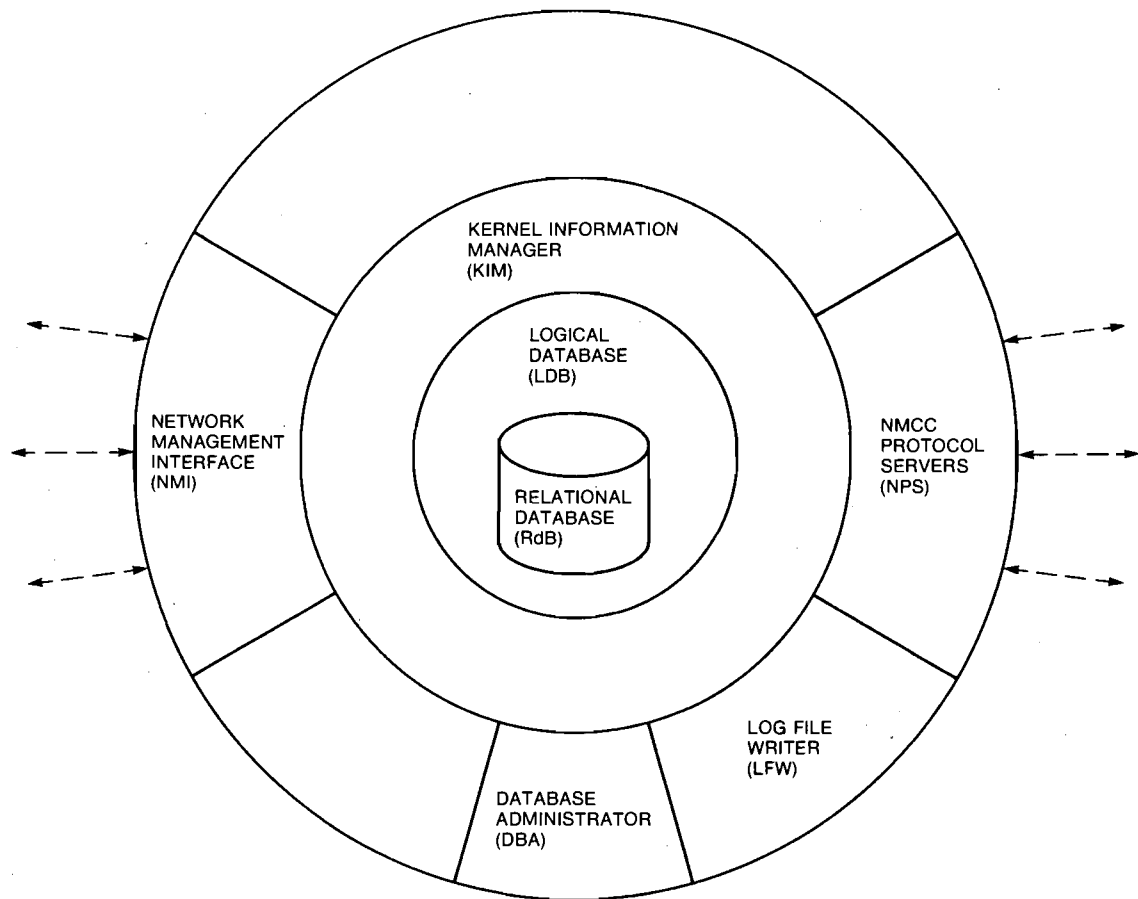 KERNEL INFORMATION
MANAGER
(KIM)
LOGICAL
DATABASE
(LDB)
NETWORK
MANAGEMENT
INTERFACE
(NMI)
NMCC
PROTOCOL
SERVERS
(NPS)
RELATIONAL
DATABASE
(RdB)
LOG FILE
WRITER
(LFW)
DATABASE
ADMINISTRATOR
(DBA)